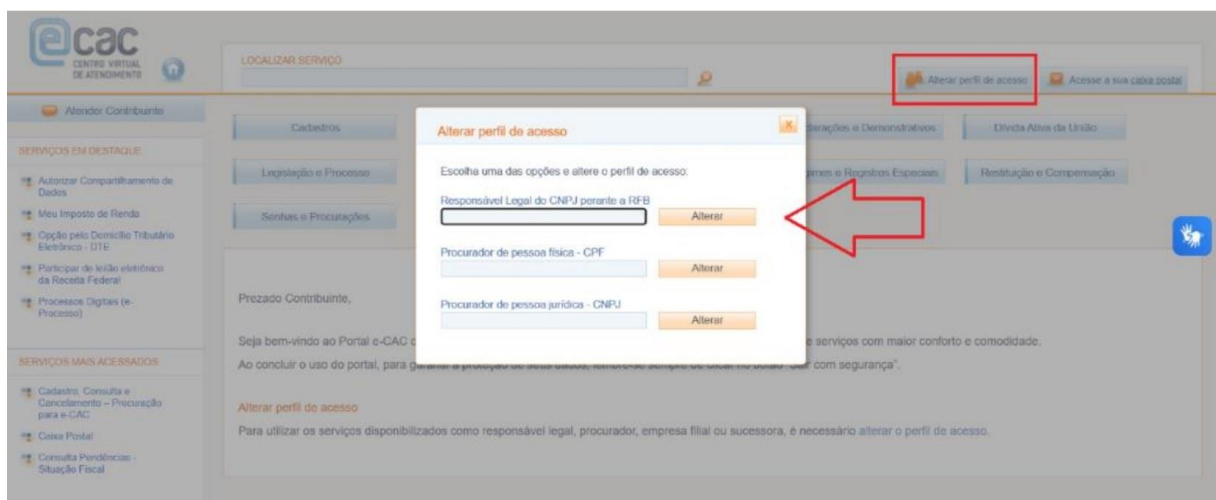 ecac
CENTRO VIRTUAL
DE ATENDIMENTO
LOCALIZAR SERVIÇO
Alterar perfil de acesso
Acesse a sua caixa postal
Atender Contribuinte
SERVIÇOS EM DESTAQUE
Autorizar Compartilhamento de
Dados
Meu Imposto de Renda
Opção pelo Domicílio Tributário
Eletrônico - DTE
Participar de leilão eletrônico
da Receita Federal
Processos Digitais (e-
Processo)
SERVIÇOS MAIS ACESSADOS
Cadastro, Consulta e
Cancelamento – Procuração
para e-CAC
Caixa Postal
Consulta Pendências -
Situação Fiscal
Cadastros
Demonstrativos
Dívida Ativa da União
Legislação e Processo
e Registros Especiais
Restituição e Compensação
Senhas e Procurações
Alterar perfil de acesso
x
Escolha uma das opções e altere o perfil de acesso:
Responsável Legal do CNPJ perante a RFB
Alterar
Procurador de pessoa física - CPF
Alterar
Procurador de pessoa jurídica - CNPJ
Alterar
Prezado Contribuinte,
Seja bem-vindo ao Portal e-CAC
e serviços com maior conforto e comodidade.
Ao concluir o uso do portal, para garantir a proteção de seus dados, lembre-se sempre de clicar no botão "Sair com segurança".
Alterar perfil de acesso
Para utilizar os serviços disponibilizados como responsável legal, procurador, empresa filial ou sucessora, é necessário alterar o perfil de acesso.